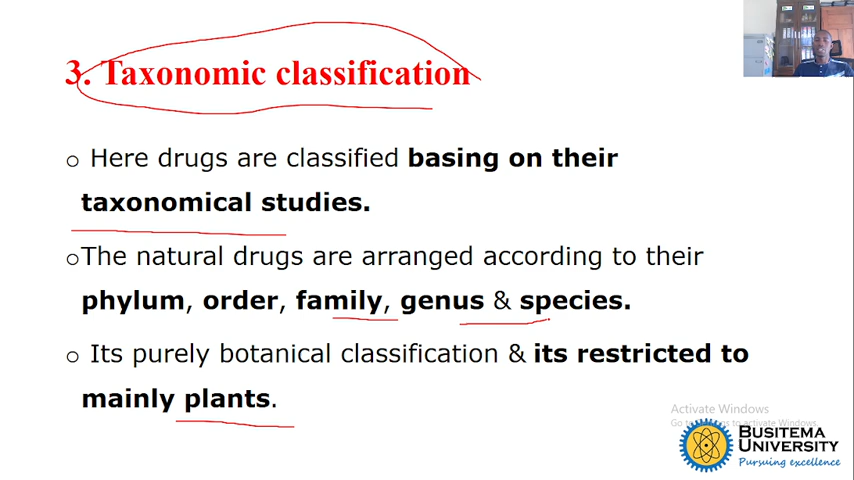 3. Taxonomic classification
o Here drugs are classified basing on their
taxonomical studies.
oThe natural drugs are arranged according to their
phylum, order, family, genus & species.
o Its purely botanical classification & its restricted to
mainly plants.
Activate Windows
Go to Settings to activate Windows.
BUSITEMA
UNIVERSITY
Pursuing excellence